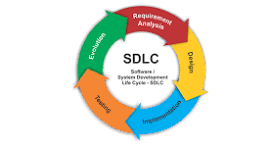 Requirement
Analysis
Design
Implementation
Testing
Evolution
SDLC
Software /
System Development
Life Cycle - SDLC